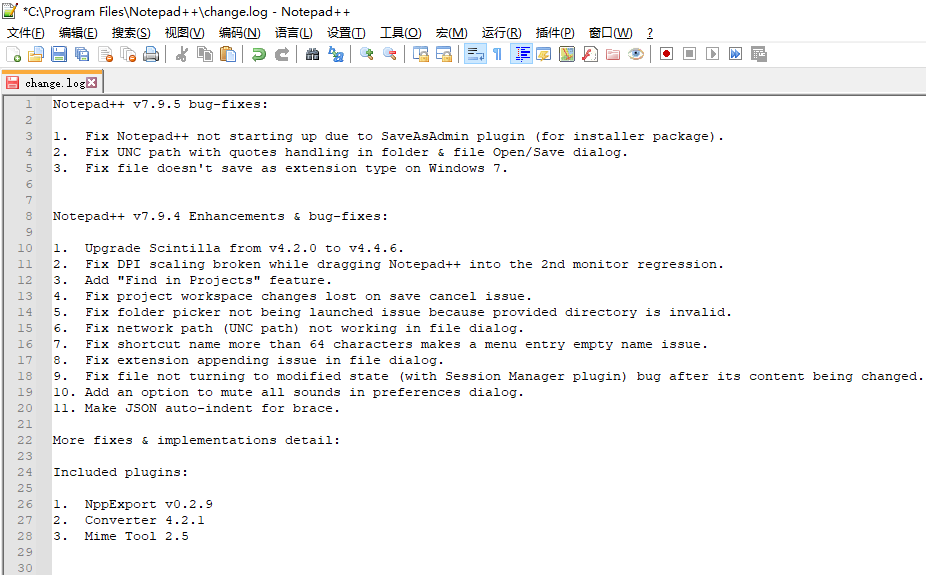 *C:\Program Files\Notepad++\change.log - Notepad++
文件(F) 编辑(E) 搜索(S) 视图(V) 编码(N) 语言(L) 设置(T) 工具(O) 宏(M) 运行(R) 插件(P) 窗口(W) ?
change.log
1 Notepad++ v7.9.5 bug-fixes:
2
3 1. Fix Notepad++ not starting up due to SaveAsAdmin plugin (for installer package).
4 2. Fix UNC path with quotes handling in folder & file Open/Save dialog.
5 3. Fix file doesn't save as extension type on Windows 7.
6
7
8 Notepad++ v7.9.4 Enhancements & bug-fixes:
9
10 1. Upgrade Scintilla from v4.2.0 to v4.4.6.
11 2. Fix DPI scaling broken while dragging Notepad++ into the 2nd monitor regression.
12 3. Add "Find in Projects" feature.
13 4. Fix project workspace changes lost on save cancel issue.
14 5. Fix folder picker not being launched issue because provided directory is invalid.
15 6. Fix network path (UNC path) not working in file dialog.
16 7. Fix shortcut name more than 64 characters makes a menu entry empty name issue.
17 8. Fix extension appending issue in file dialog.
18 9. Fix file not turning to modified state (with Session Manager plugin) bug after its content being changed.
19 10. Add an option to mute all sounds in preferences dialog.
20 11. Make JSON auto-indent for brace.
21
22 More fixes & implementations detail:
23
24 Included plugins:
25
26 1. NppExport v0.2.9
27 2. Converter 4.2.1
28 3. Mime Tool 2.5
29
30